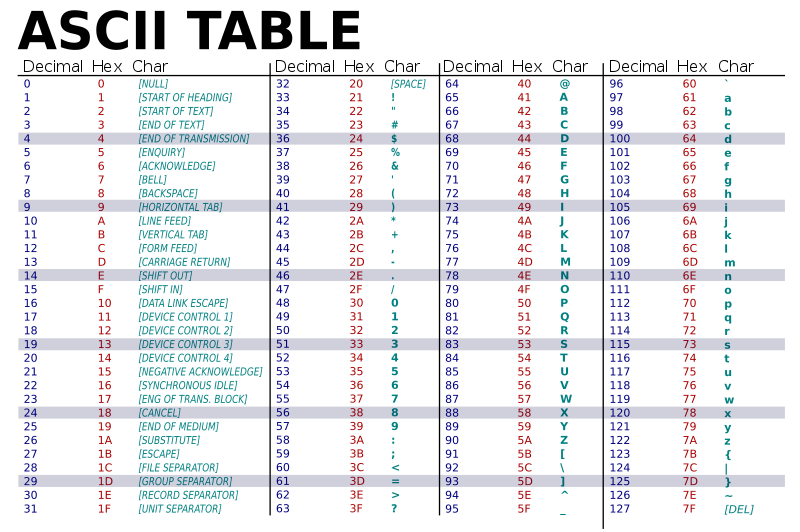 ASCII TABLE
Decimal Hex Char Decimal Hex Char Decimal Hex Char Decimal Hex Char
0 0 [NULL] 32 20 [SPACE] 64 40 @ 96 60 `
1 1 [START OF HEADING] 33 21 ! 65 41 A 97 61 a
2 2 [START OF TEXT] 34 22 " 66 42 B 98 62 b
3 3 [END OF TEXT] 35 23 # 67 43 C 99 63 c
4 4 [END OF TRANSMISSION] 36 24 $ 68 44 D 100 64 d
5 5 [ENQUIRY] 37 25 % 69 45 E 101 65 e
6 6 [ACKNOWLEDGE] 38 26 & 70 46 F 102 66 f
7 7 [BELL] 39 27 ' 71 47 G 103 67 g
8 8 [BACKSPACE] 40 28 ( 72 48 H 104 68 h
9 9 [HORIZONTAL TAB] 41 29 ) 73 49 I 105 69 i
10 A [LINE FEED] 42 2A * 74 4A J 106 6A j
11 B [VERTICAL TAB] 43 2B + 75 4B K 107 6B k
12 C [FORM FEED] 44 2C , 76 4C L 108 6C l
13 D [CARRIAGE RETURN] 45 2D - 77 4D M 109 6D m
14 E [SHIFT OUT] 46 2E . 78 4E N 110 6E n
15 F [SHIFT IN] 47 2F / 79 4F O 111 6F o
16 10 [DATA LINK ESCAPE] 48 30 0 80 50 P 112 70 p
17 11 [DEVICE CONTROL 1] 49 31 1 81 51 Q 113 71 q
18 12 [DEVICE CONTROL 2] 50 32 2 82 52 R 114 72 r
19 13 [DEVICE CONTROL 3] 51 33 3 83 53 S 115 73 s
20 14 [DEVICE CONTROL 4] 52 34 4 84 54 T 116 74 t
21 15 [NEGATIVE ACKNOWLEDGE] 53 35 5 85 55 U 117 75 u
22 16 [SYNCHRONOUS IDLE] 54 36 6 86 56 V 118 76 v
23 17 [ENG OF TRANS. BLOCK] 55 37 7 87 57 W 119 77 w
24 18 [CANCEL] 56 38 8 88 58 X 120 78 x
25 19 [END OF MEDIUM] 57 39 9 89 59 Y 121 79 y
26 1A [SUBSTITUTE] 58 3A : 90 5A Z 122 7A z
27 1B [ESCAPE] 59 3B ; 91 5B [ 123 7B {
28 1C [FILE SEPARATOR] 60 3C < 92 5C \ 124 7C |
29 1D [GROUP SEPARATOR] 61 3D = 93 5D ] 125 7D }
30 1E [RECORD SEPARATOR] 62 3E > 94 5E ^ 126 7E ~
31 1F [UNIT SEPARATOR] 63 3F ? 95 5F _ 127 7F [DEL]